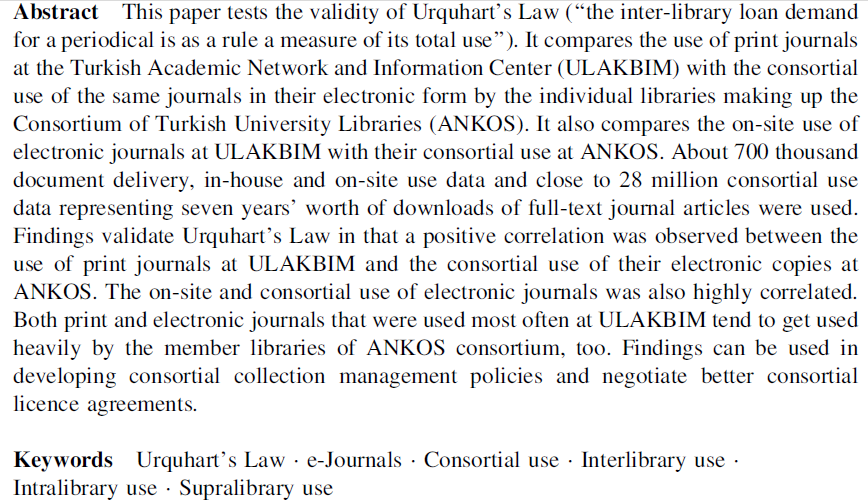 Abstract This paper tests the validity of Urquhart's Law (“the inter-library loan demand
for a periodical is as a rule a measure of its total use”). It compares the use of print journals
at the Turkish Academic Network and Information Center (ULAKBIM) with the consortial
use of the same journals in their electronic form by the individual libraries making up the
Consortium of Turkish University Libraries (ANKOS). It also compares the on-site use of
electronic journals at ULAKBIM with their consortial use at ANKOS. About 700 thousand
document delivery, in-house and on-site use data and close to 28 million consortial use
data representing seven years' worth of downloads of full-text journal articles were used.
Findings validate Urquhart's Law in that a positive correlation was observed between the
use of print journals at ULAKBIM and the consortial use of their electronic copies at
ANKOS. The on-site and consortial use of electronic journals was also highly correlated.
Both print and electronic journals that were used most often at ULAKBIM tend to get used
heavily by the member libraries of ANKOS consortium, too. Findings can be used in
developing consortial collection management policies and negotiate better consortial
licence agreements.
Keywords Urquhart's Law · e-Journals · Consortial use · Interlibrary use ·
Intralibrary use · Supralibrary use